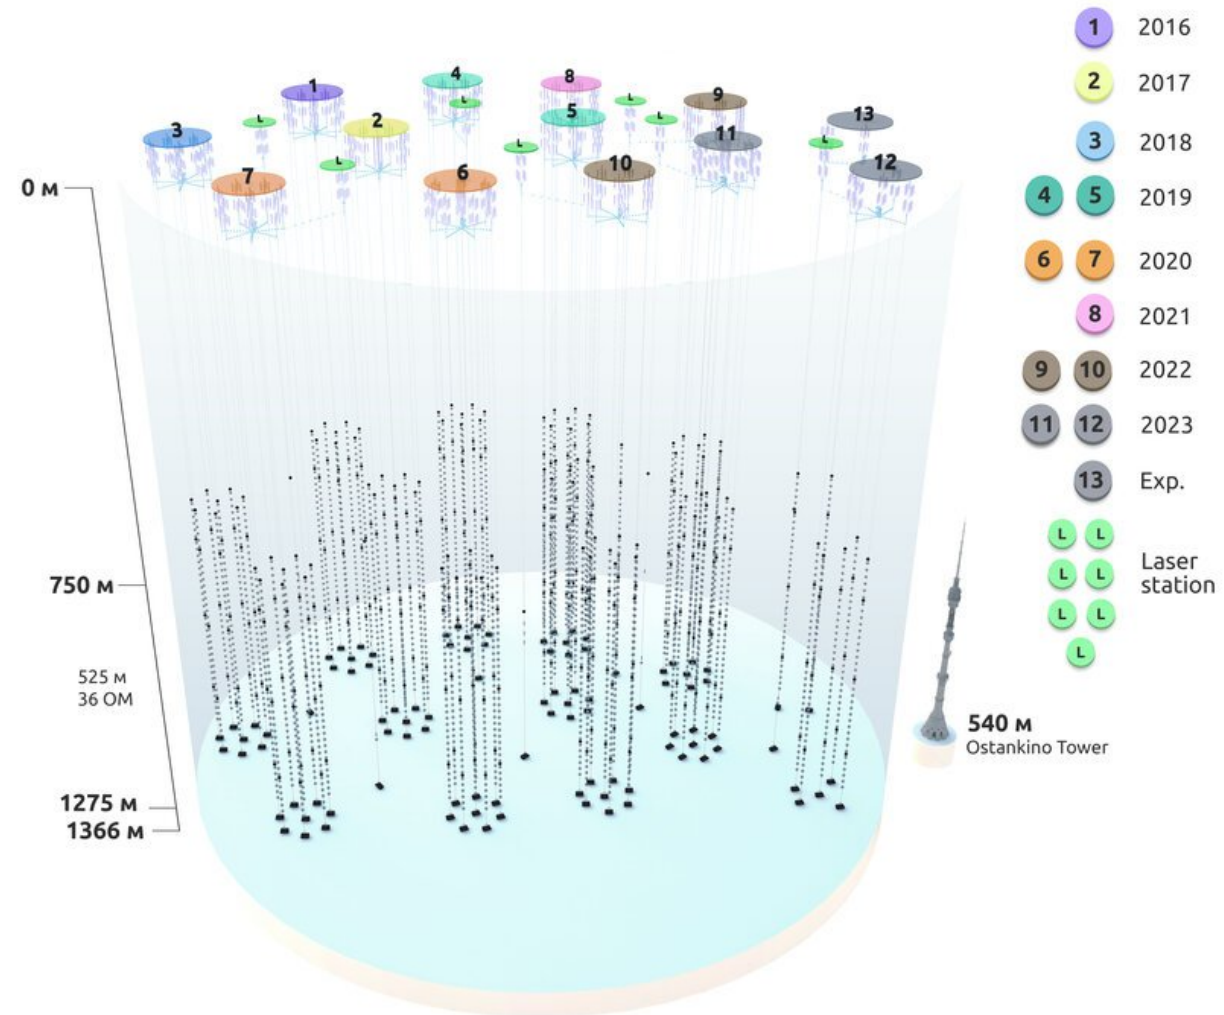 1 2016
2 2017
3 2018
4 5 2019
6 7 2020
8 2021
9 10 2022
11 12 2023
13 Exp.
L L
L L Laser
station
L L
L
1
4
8
9
13
3
2
5
11
7
6
10
12
L
L
L
L
L
L
L
0 м
750 м
525 м
36 ОМ
1275 м
1366 м
540 м
Ostankino Tower